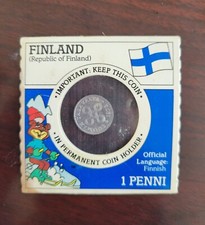 FINLAND
(Republic of Finland)
• IMPORTANT: KEEP THIS COIN •
IN PERMANENT COIN HOLDER
Official
Language:
Finnish
1 PENNI